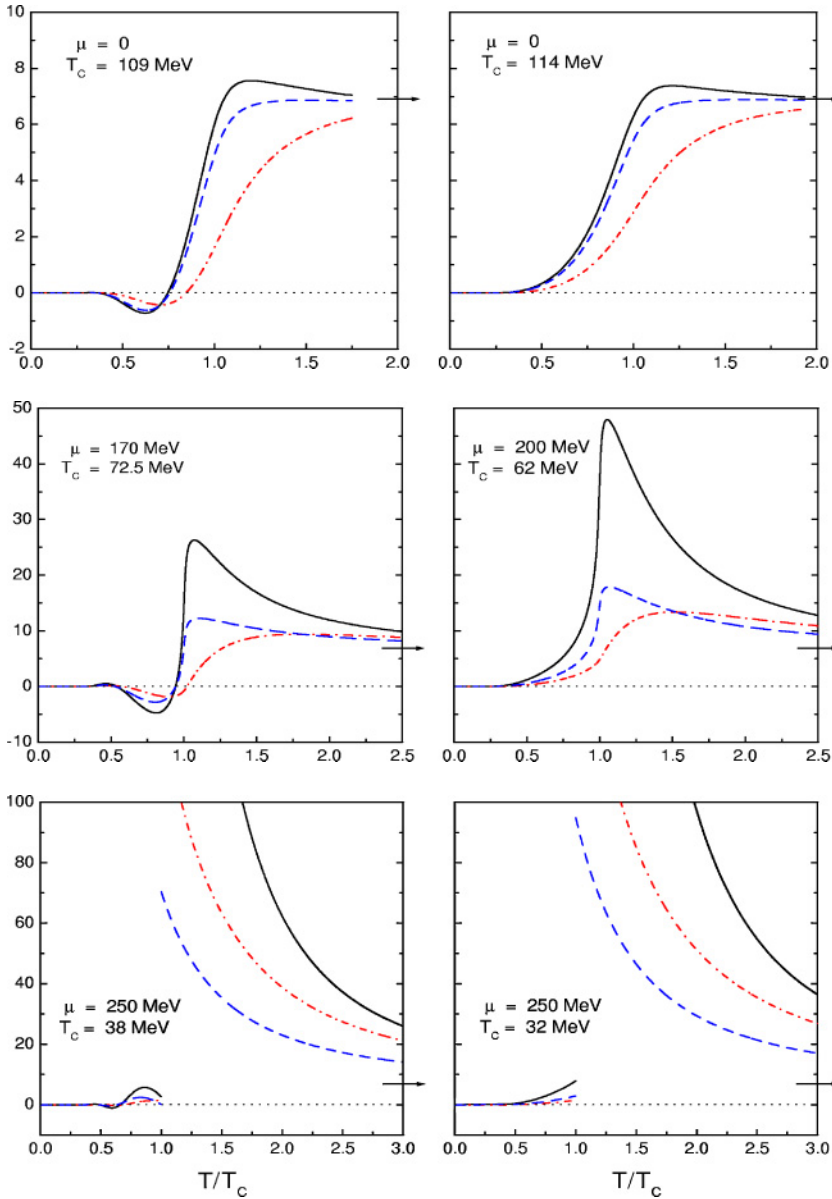 10
8
6
4
2
0
-2
μ = 0
T_C = 109 MeV
0.0 0.5 1.0 1.5 2.0
μ = 0
T_C = 114 MeV
0.0 0.5 1.0 1.5 2.0
50
40
30
20
10
0
-10
μ = 170 MeV
T_C = 72.5 MeV
0.0 0.5 1.0 1.5 2.0 2.5
μ = 200 MeV
T_C = 62 MeV
0.0 0.5 1.0 1.5 2.0 2.5
100
80
60
40
20
0
μ = 250 MeV
T_C = 38 MeV
0.0 0.5 1.0 1.5 2.0 2.5 3.0
T/T_C
μ = 250 MeV
T_C = 32 MeV
0.0 0.5 1.0 1.5 2.0 2.5 3.0
T/T_C